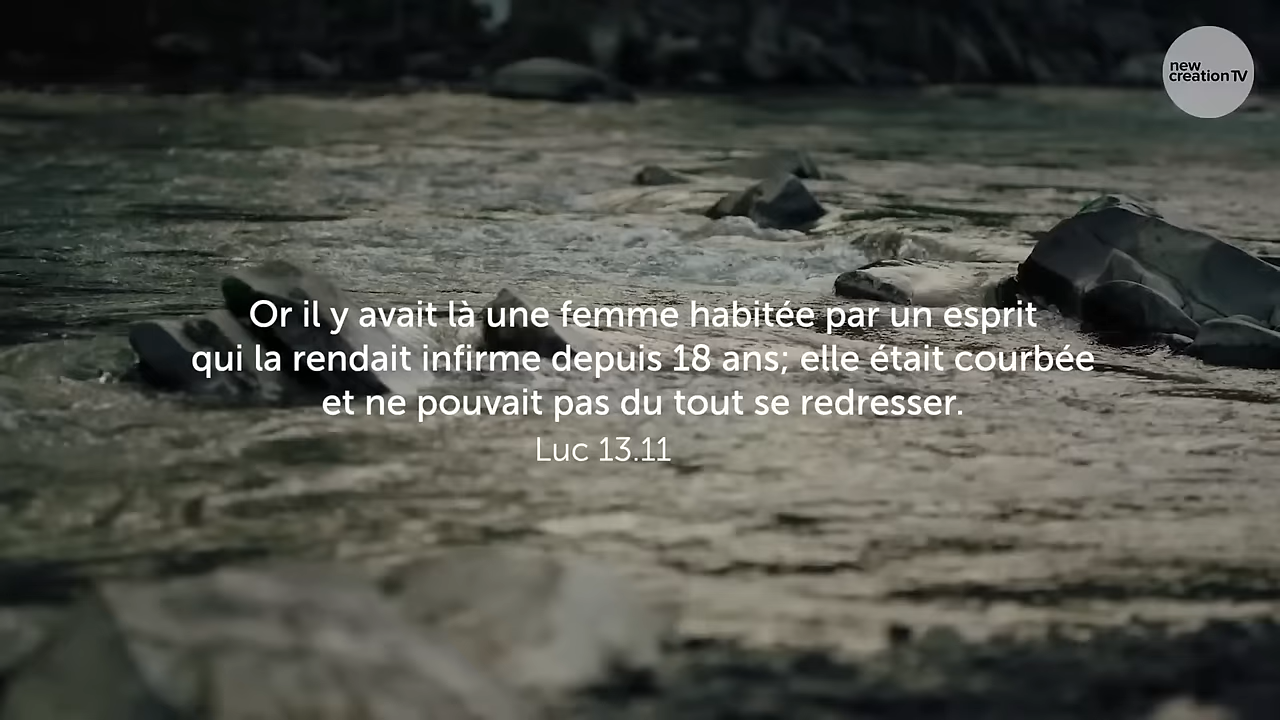 new
creation TV
Or il y avait là une femme habitée par un esprit
qui la rendait infirme depuis 18 ans; elle était courbée
et ne pouvait pas du tout se redresser.
Luc 13.11